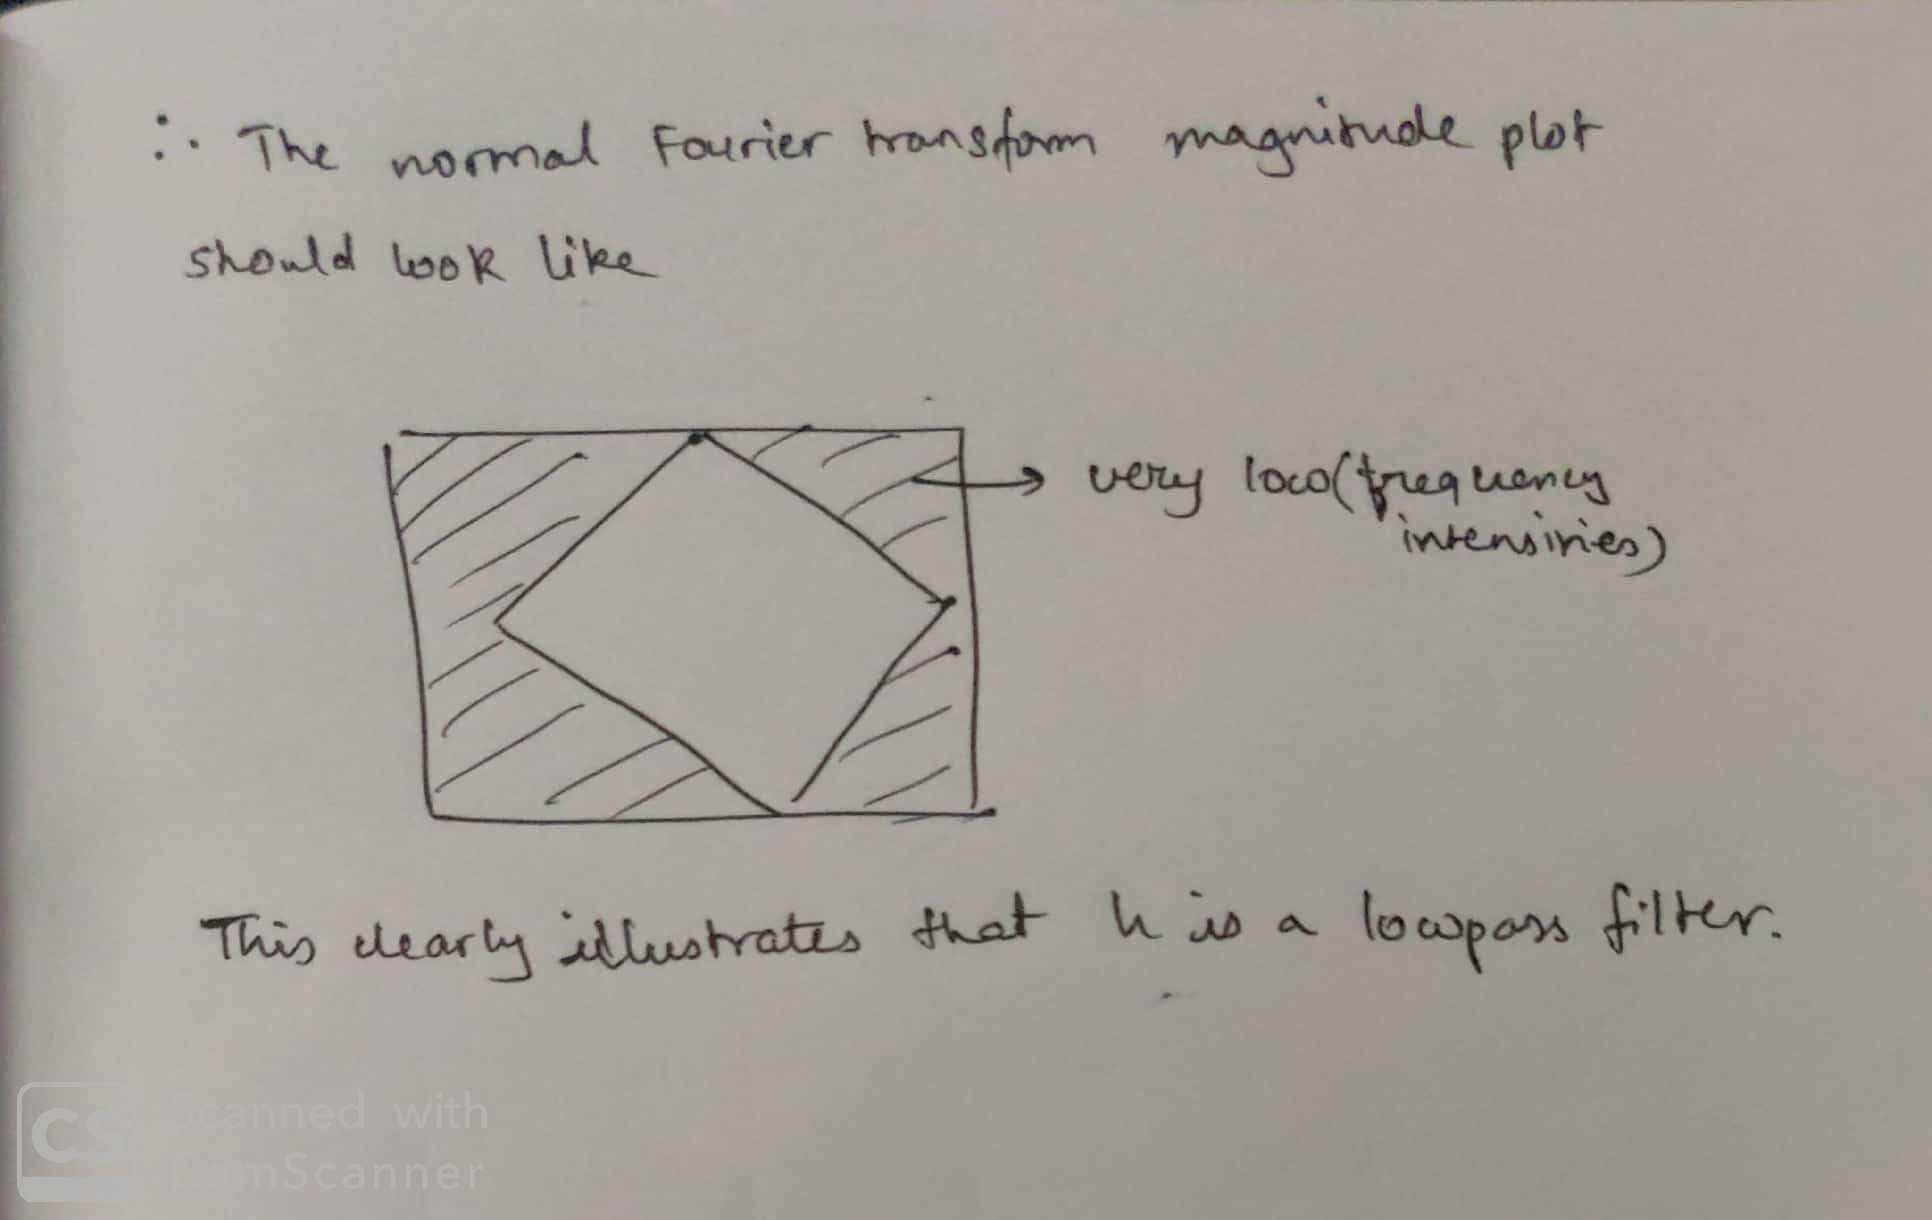 ∴ The normal Fourier transform magnitude plot
should look like
→ very low (frequency
intensities)
This clearly illustrates that h is a lowpass filter.
CS Scanned with
CamScanner